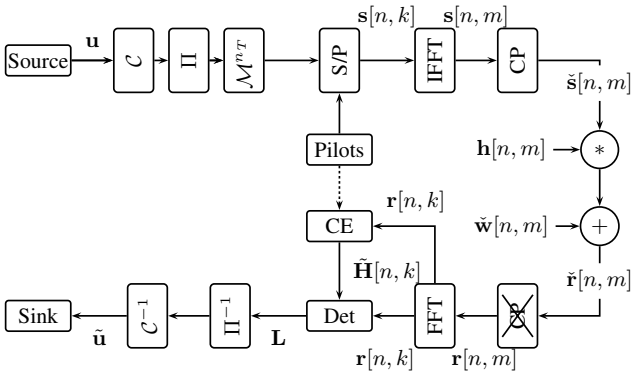 s[n, k] s[n, m]
u
Source C Π M^{n_T} S/P IFFT CP
š[n, m]
h[n, m] *
Pilots
r[n, k]
CE w̌[n, m] +
H̃[n, k] ř[n, m]
Sink C^{-1} Π^{-1} Det FFT CP
ũ L r[n, k] r[n, m]